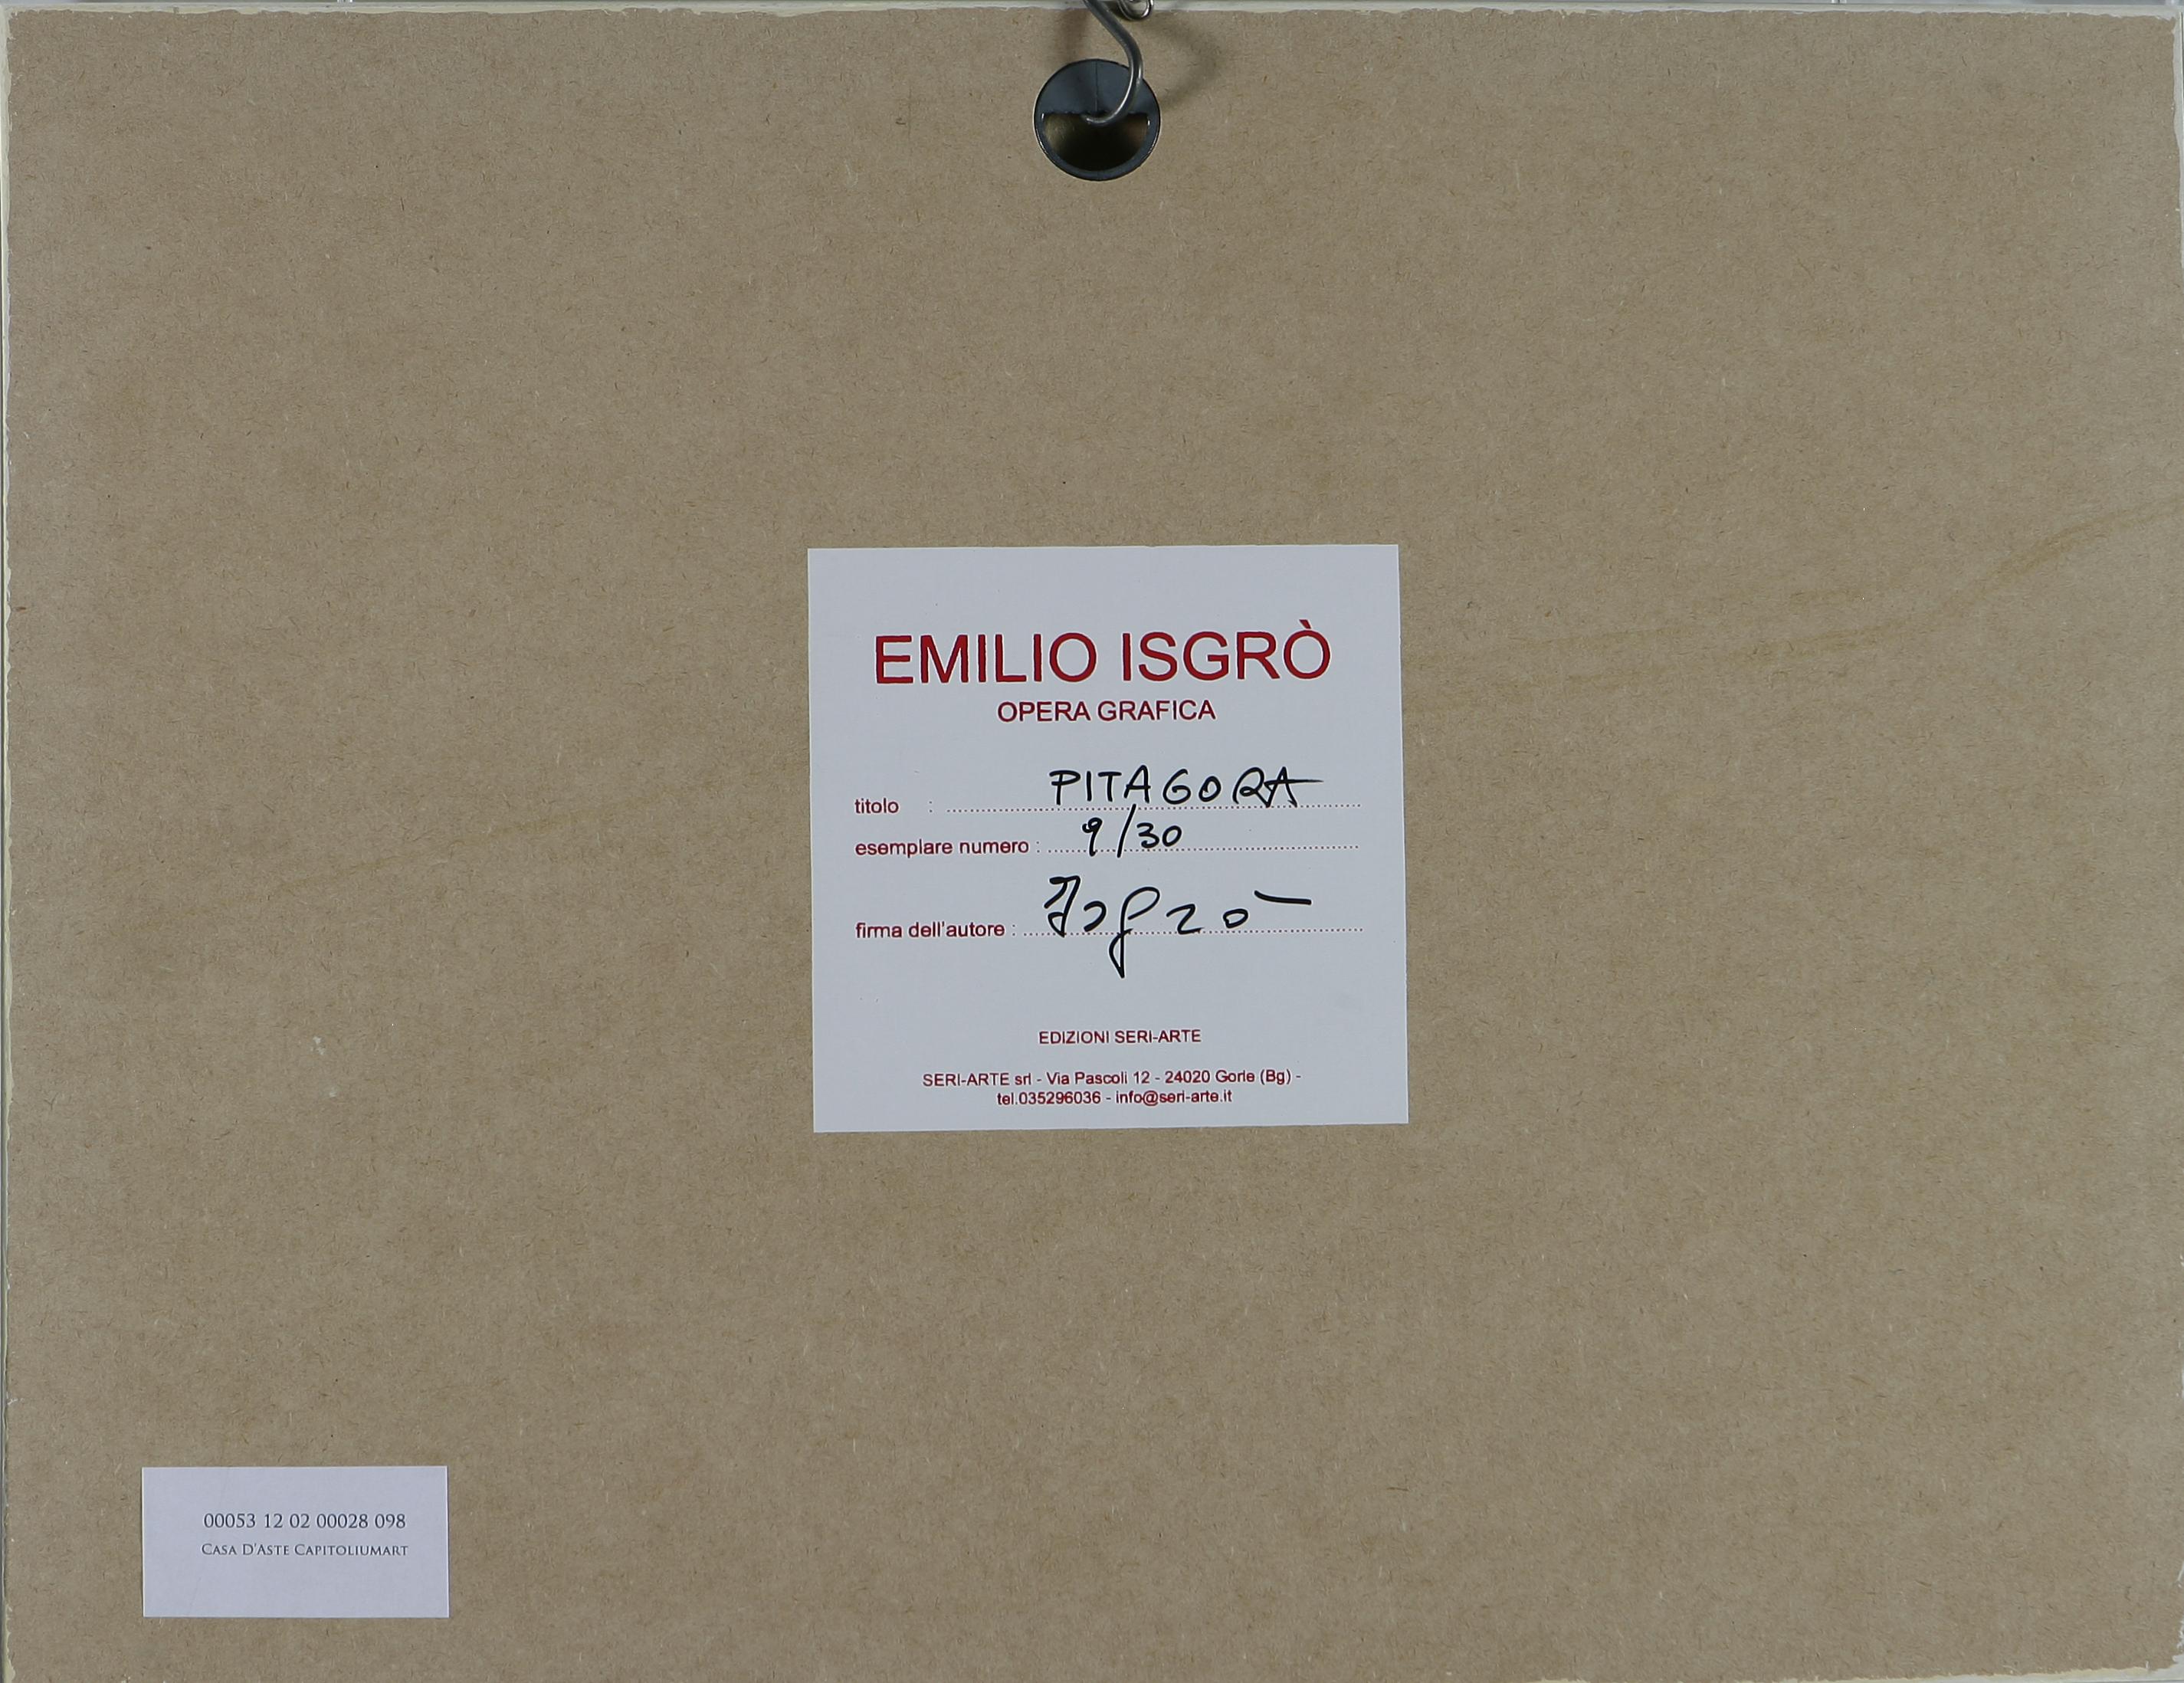 EMILIO ISGRÒ
OPERA GRAFICA
titolo : PITAGORA
esemplare numero : 9/30
firma dell'autore : Isgrò
EDIZIONI SERI-ARTE
SERI-ARTE srl - Via Pascoli 12 - 24020 Gorle (Bg) -
tel.035296036 - info@seri-arte.it
00053 12 02 00028 098
CASA D'ASTE CAPITOLIUMART